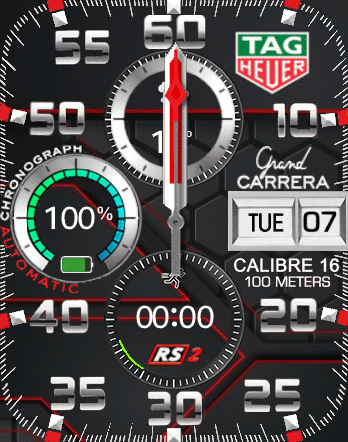 60
55
TAG
HEUER
50
10
Grand
CARRERA
CHRONOGRAPH
AUTOMATIC
100%
TUE 07
CALIBRE 16
100 METERS
40
00:00
20
RS 2
35
25
30